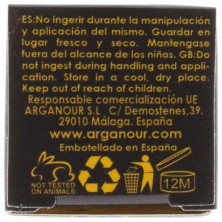 ES:No ingerir durante la manipulación
y aplicación del mismo. Guardar en
lugar fresco y seco. Mantengase
fuera del alcance de los niños. GB:Do
not ingest during handling and appli-
cation. Store in a cool, dry place.
Keep out of reach of children.
Responsable comercialización UE
ARGANOUR S.L C/ Demostenes,39.
29010 Málaga. España
www.arganour.com
Embotellado en España
NOT TESTED
ON ANIMALS
12M